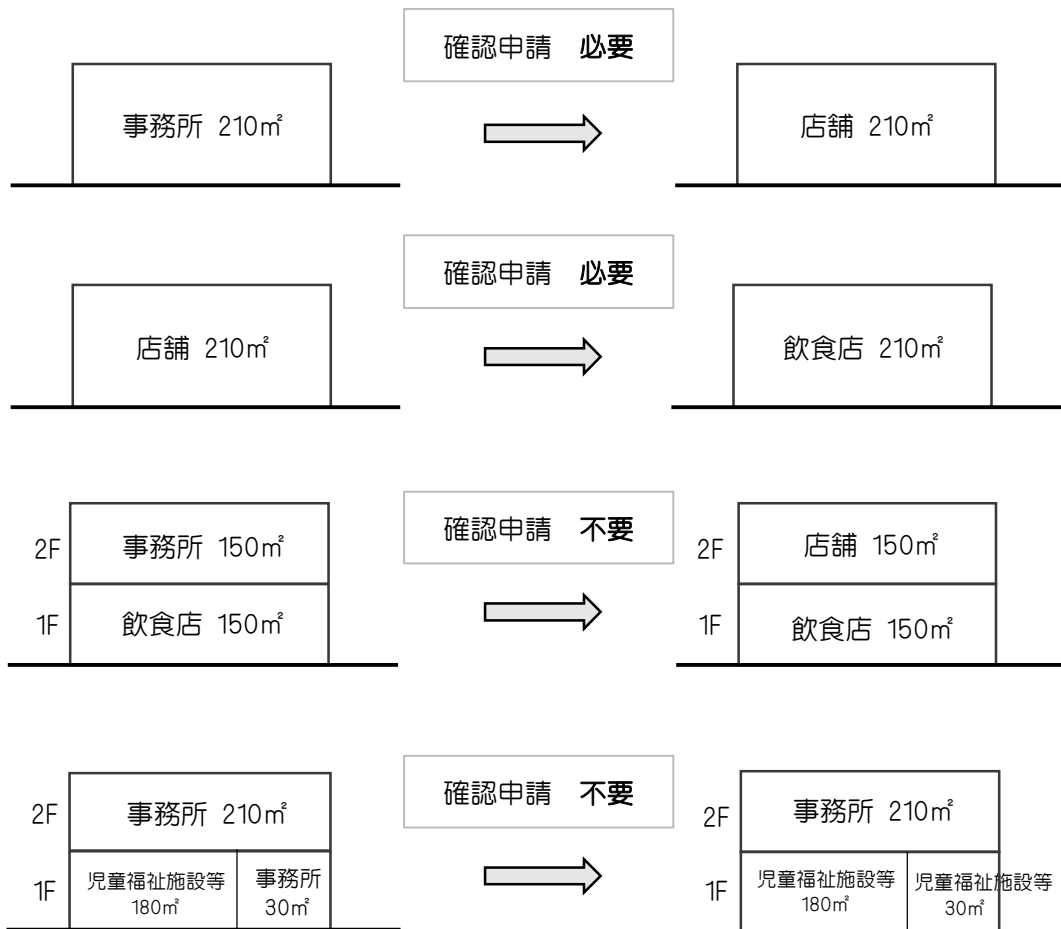 確認申請 必要
事務所 210㎡
店舗 210㎡
確認申請 必要
店舗 210㎡
飲食店 210㎡
確認申請 不要
2F 事務所 150㎡
1F 飲食店 150㎡
2F 店舗 150㎡
1F 飲食店 150㎡
確認申請 不要
2F 事務所 210㎡
1F 児童福祉施設等
180㎡
事務所
30㎡
2F 事務所 210㎡
1F 児童福祉施設等
180㎡
児童福祉施設等
30㎡